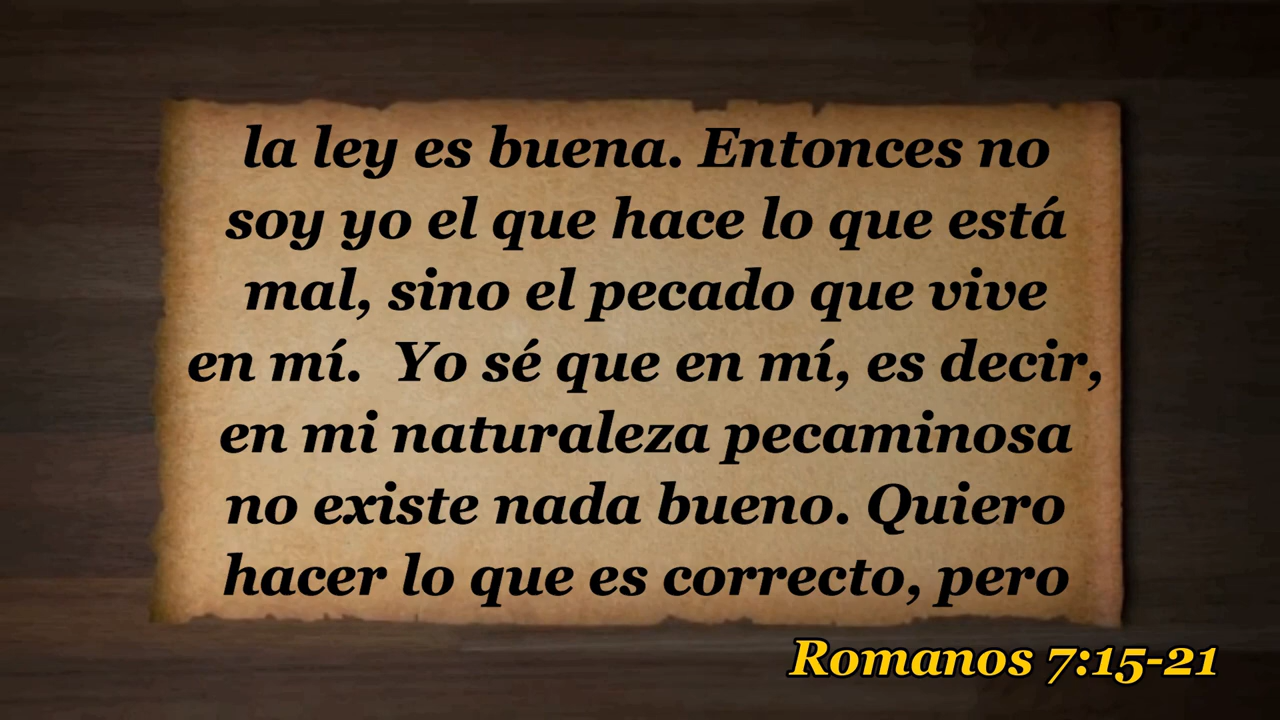 la ley es buena. Entonces no
soy yo el que hace lo que está
mal, sino el pecado que vive
en mí.  Yo sé que en mí, es decir,
en mi naturaleza pecaminosa
no existe nada bueno. Quiero
hacer lo que es correcto, pero
Romanos 7:15-21